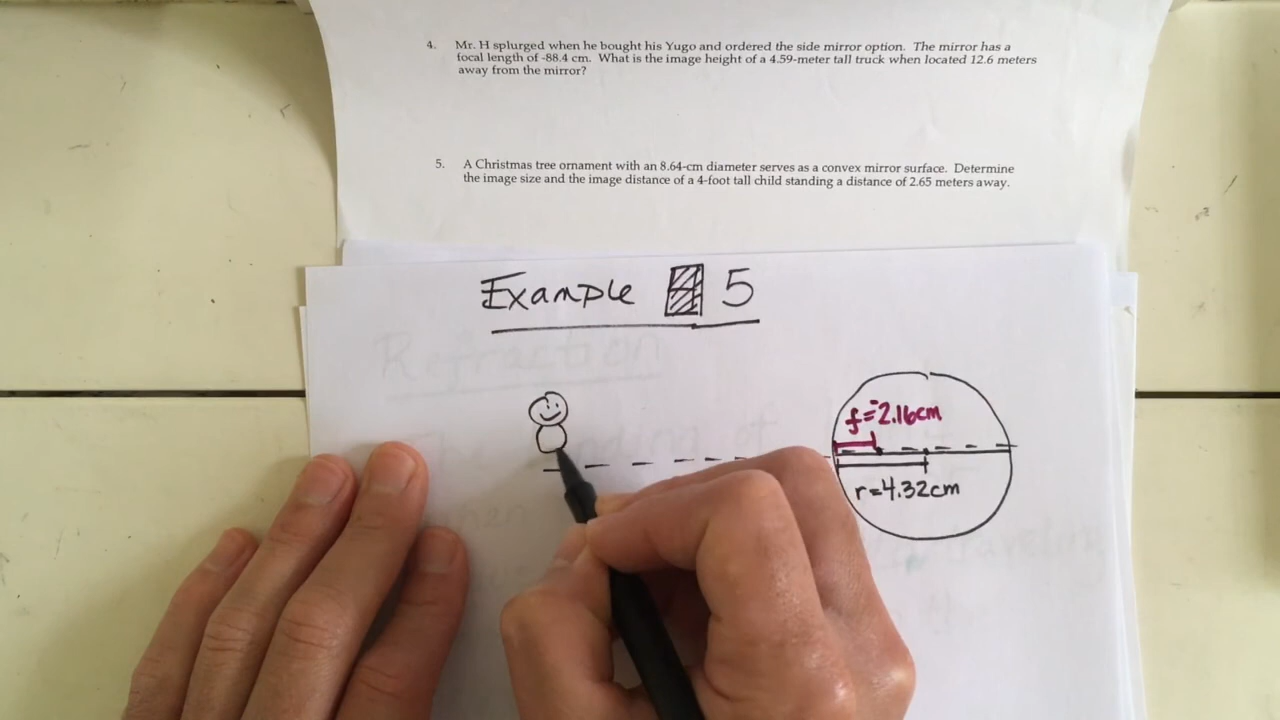 4. Mr. H splurged when he bought his Yugo and ordered the side mirror option. The mirror has a
focal length of -88.4 cm. What is the image height of a 4.59-meter tall truck when located 12.6 meters
away from the mirror?
5. A Christmas tree ornament with an 8.64-cm diameter serves as a convex mirror surface. Determine
the image size and the image distance of a 4-foot tall child standing a distance of 2.65 meters away.
Example 5
Refraction
f=-2.16cm
r=4.32cm